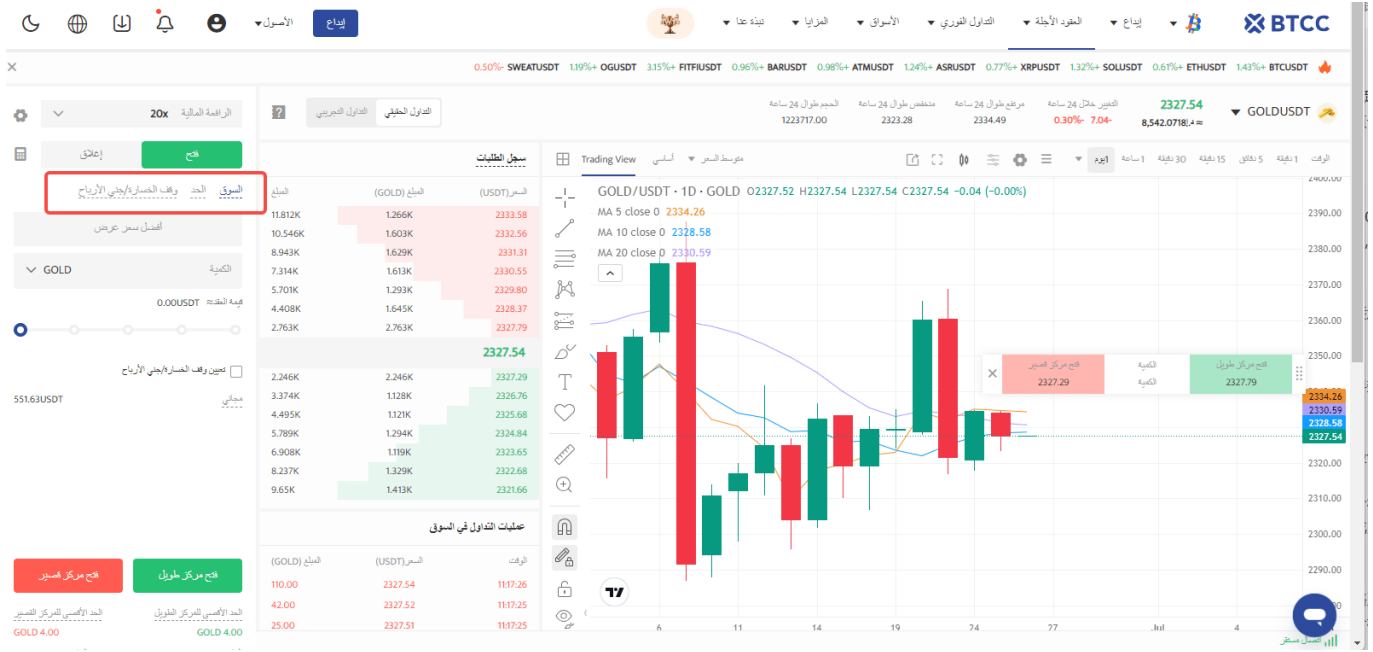 BTCC
إيداع
العقود الآجلة
التداول الفوري
الأسواق
المزايا
نبذة عنا
إيداع
الأصول
BTCUSDT +1.43%
ETHUSDT +0.61%
SOLUSDT +1.32%
XRPUSDT +0.77%
ASRUSDT +1.24%
ATMUSDT +0.98%
BARUSDT +0.96%
FITFIUSDT +3.15%
OGUSDT +1.19%
SWEATUSDT -0.50%
GOLDUSDT
2327.54
≈ د.إ.8,542.0718
التغيير خلال 24 ساعة
-7.04 -0.30%
مرتفع طوال 24 ساعة
2334.49
منخفض طوال 24 ساعة
2323.28
الحجم طوال 24 ساعة
1223717.00
التداول الحقيقي
التداول التجريبي
الرافعة المالية 20x
الوقت 1 دقيقة 5 دقائق 15 دقيقة 30 دقيقة 1 ساعة 1يوم
متوسط السعر أساسي Trading View
GOLD/USDT · 1D · GOLD O2327.52 H2327.54 L2327.54 C2327.54 -0.04 (-0.00%)
MA 5 close 0 2334.26
MA 10 close 0 2328.58
MA 20 close 0 2330.59
2400.00
2390.00
2380.00
2370.00
2360.00
2350.00
2334.26
2330.59
2328.58
2327.54
2320.00
2310.00
2300.00
2290.00
فتح مركز طويل
2327.79
الكمية
الكمية
فتح مركز قصير
2327.29
6 11 14 19 24 27 Jul 4
اتصال مستقر
سجل الطلبات
السعر(USDT) المبلغ (GOLD) المبلغ
2333.58 1.266K 11.812K
2332.56 1.603K 10.546K
2331.31 1.629K 8.943K
2330.55 1.613K 7.314K
2329.80 1.293K 5.701K
2328.37 1.645K 4.408K
2327.79 2.763K 2.763K
2327.54
2327.29 2.246K 2.246K
2326.76 1.128K 3.374K
2325.68 1.121K 4.495K
2324.84 1.294K 5.789K
2323.65 1.119K 6.908K
2322.68 1.329K 8.237K
2321.66 1.413K 9.65K
عمليات التداول في السوق
الوقت السعر(USDT) المبلغ (GOLD)
11:17:26 2327.54 110.00
11:17:25 2327.52 42.00
11:17:25 2327.51 25.00
فتح
إغلاق
السوق الحد وقف الخسارة/جني الأرباح
أفضل سعر عرض
الكمية GOLD
قيمة العقد≈ 0.00USDT
تعيين وقف الخسارة/جني الأرباح
مجاني 551.63USDT
فتح مركز طويل
فتح مركز قصير
الحد الأقصى للمركز الطويل
GOLD 4.00
الحد الأقصى للمركز القصير
GOLD 4.00